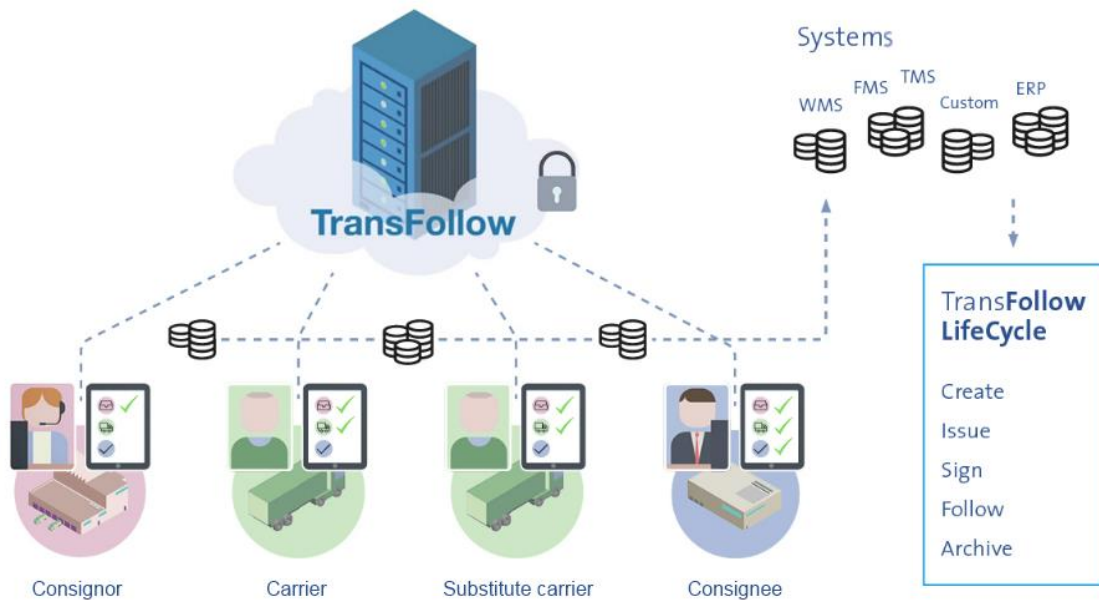 Systems
WMS
FMS
TMS
Custom
ERP
TransFollow
TransFollow
LifeCycle
Create
Issue
Sign
Follow
Archive
Consignor
Carrier
Substitute carrier
Consignee